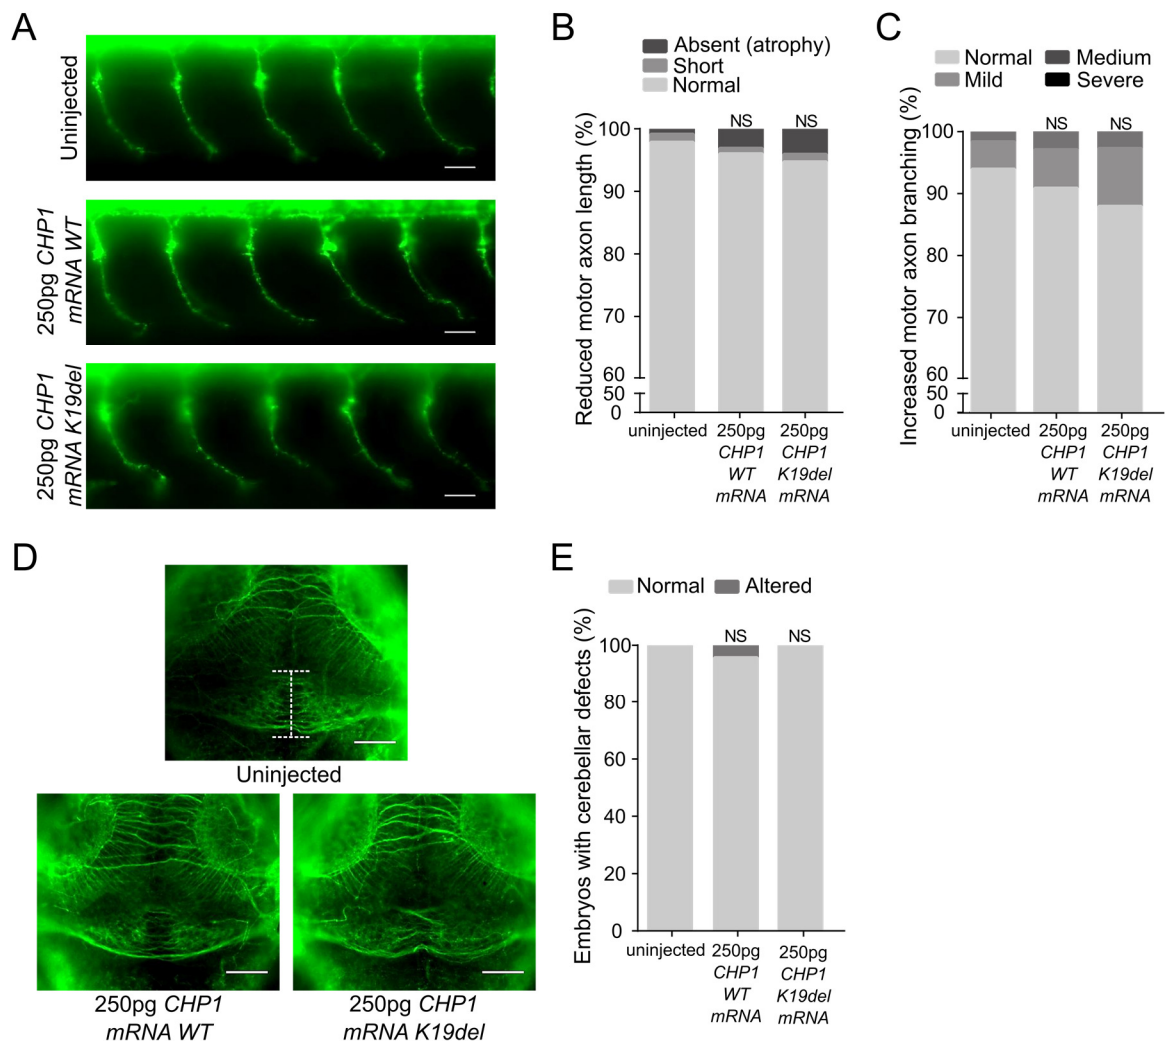 A
Uninjected
250pg CHP1
mRNA WT
250pg CHP1
mRNA K19del
B
Absent (atrophy)
Short
Normal
Reduced motor axon length (%)
100
90
80
70
60
50
0
NS
NS
uninjected
250pg
CHP1
WT
mRNA
250pg
CHP1
K19del
mRNA
C
Normal
Medium
Mild
Severe
Increased motor axon branching (%)
100
90
80
70
60
50
0
NS
NS
uninjected
250pg
CHP1
WT
mRNA
250pg
CHP1
K19del
mRNA
D
Uninjected
250pg CHP1
mRNA WT
250pg CHP1
mRNA K19del
E
Normal
Altered
Embryos with cerebellar defects (%)
100
80
60
40
20
0
NS
NS
uninjected
250pg
CHP1
WT
mRNA
250pg
CHP1
K19del
mRNA